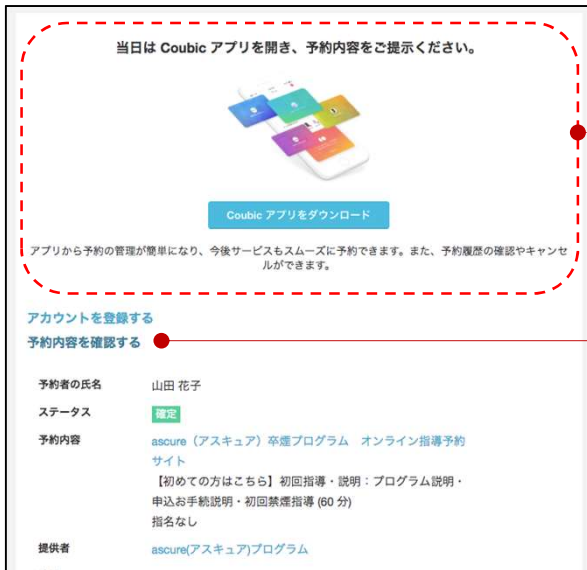 当日は Coubic アプリを開き、予約内容をご提示ください。
Coubic アプリをダウンロード
アプリから予約の管理が簡単になり、今後サービスもスムーズに予約できます。また、予約履歴の確認やキャンセ
ルができます。
アカウントを登録する
予約内容を確認する
予約者の氏名 山田 花子
ステータス 確定
予約内容 ascure（アスキュア）卒煙プログラム　オンライン指導予約
サイト
【初めての方はこちら】初回指導・説明：プログラム説明・
申込お手続説明・初回禁煙指導 (60 分)
指名なし
提供者 ascure(アスキュア)プログラム